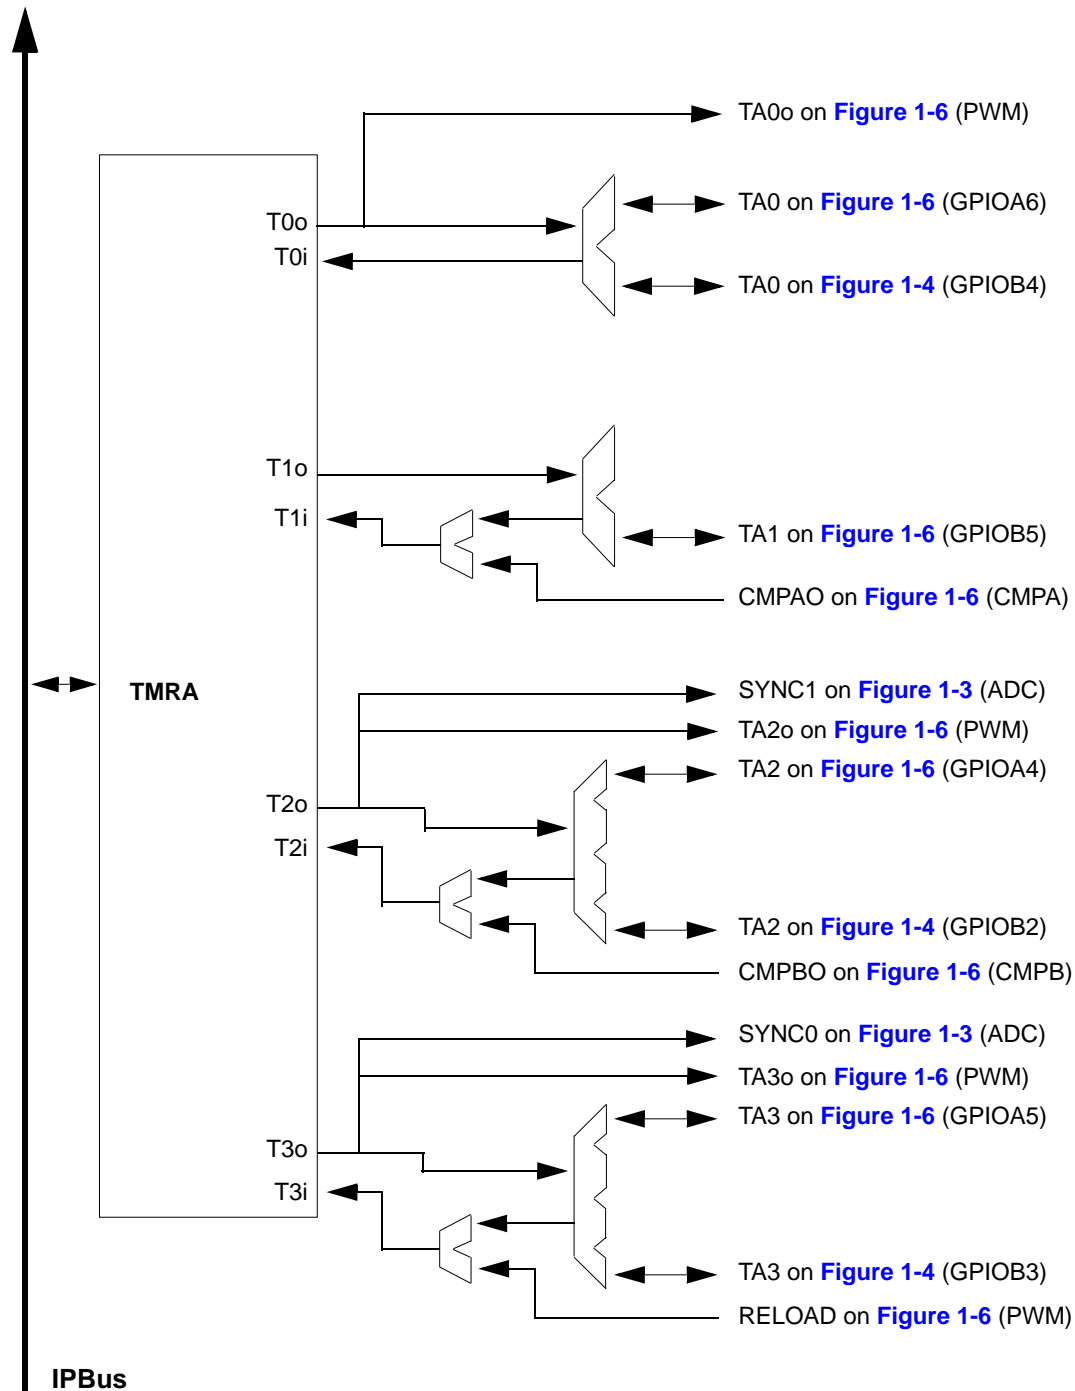 TA0o on Figure 1-6 (PWM)
TA0 on Figure 1-6 (GPIOA6)
T0o
T0i
TA0 on Figure 1-4 (GPIOB4)
T1o
T1i
TA1 on Figure 1-6 (GPIOB5)
CMPAO on Figure 1-6 (CMPA)
TMRA
SYNC1 on Figure 1-3 (ADC)
TA2o on Figure 1-6 (PWM)
TA2 on Figure 1-6 (GPIOA4)
T2o
T2i
TA2 on Figure 1-4 (GPIOB2)
CMPBO on Figure 1-6 (CMPB)
SYNC0 on Figure 1-3 (ADC)
TA3o on Figure 1-6 (PWM)
TA3 on Figure 1-6 (GPIOA5)
T3o
T3i
TA3 on Figure 1-4 (GPIOB3)
RELOAD on Figure 1-6 (PWM)
IPBus